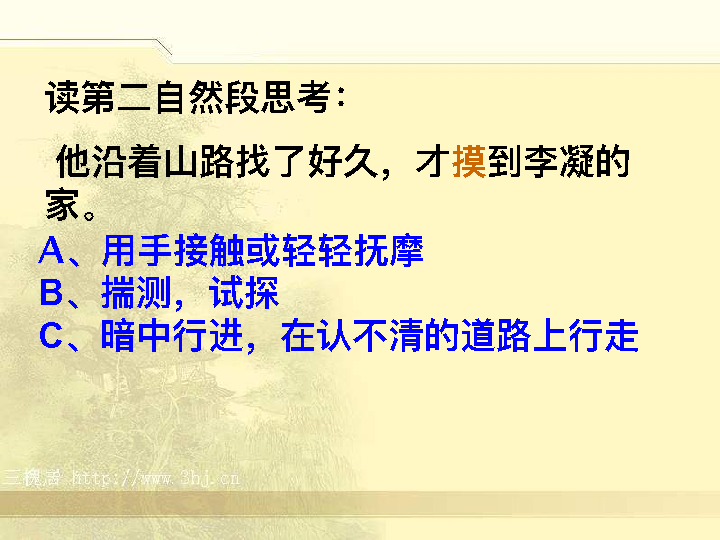 读第二自然段思考：
他沿着山路找了好久，才摸到李凝的
家。
A、用手接触或轻轻抚摩
B、揣测，试探
C、暗中行进，在认不清的道路上行走
三槐居 http://www.3hj.cn